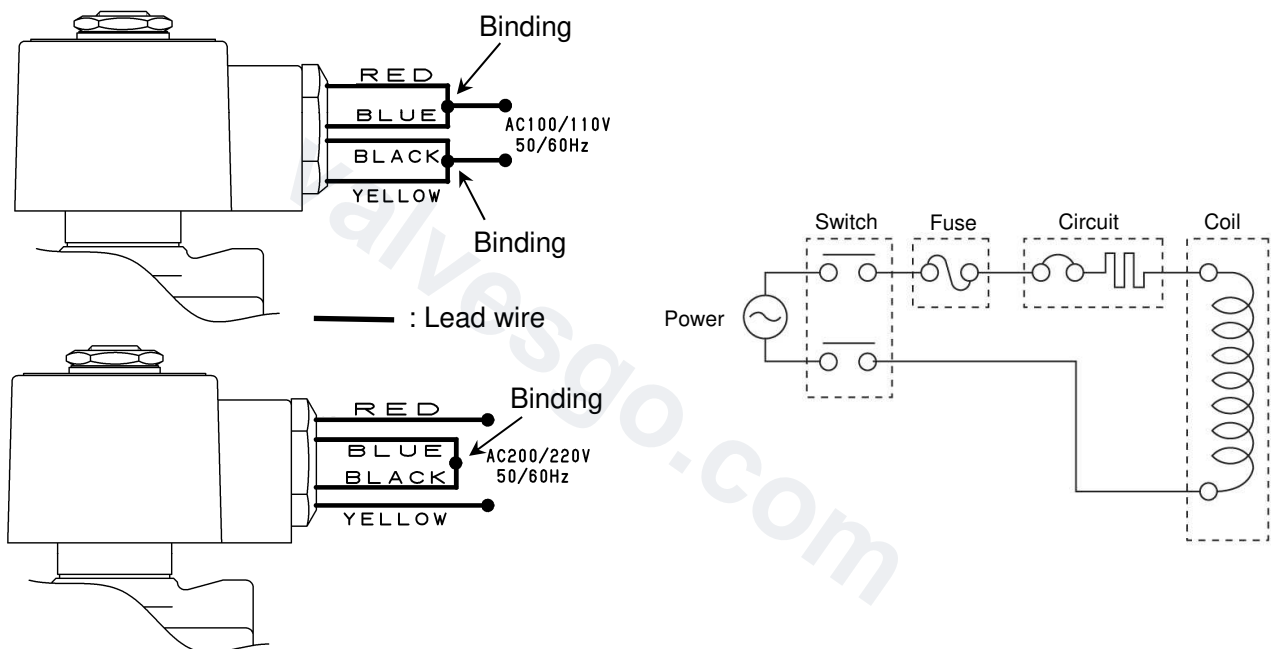 Binding
RED
BLUE
AC100/110V
50/60Hz
BLACK
YELLOW
Binding
: Lead wire
RED
Binding
BLUE
AC200/220V
50/60Hz
BLACK
YELLOW
Switch
Fuse
Circuit
Coil
Power
valvesgo.com